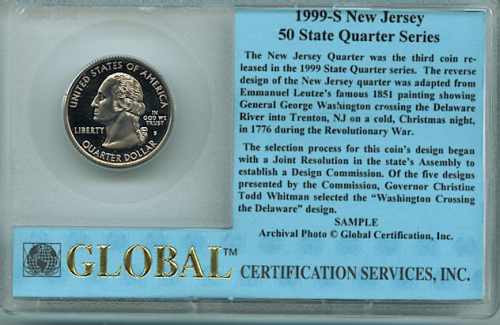 1999-S New Jersey
50 State Quarter Series
The New Jersey Quarter was the third coin re-
leased in the 1999 State Quarter series. The reverse
design of the New Jersey quarter was adapted from
Emmanuel Leutze's famous 1851 painting showing
General George Washington crossing the Delaware
River into Trenton, NJ on a cold, Christmas night,
in 1776 during the Revolutionary War.
The selection process for this coin's design began
with a Joint Resolution in the state's Assembly to
establish a Design Commission. Of the five designs
presented by the Commission, Governor Christine
Todd Whitman selected the "Washington Crossing
the Delaware" design.
SAMPLE
Archival Photo © Global Certification, Inc.
UNITED STATES OF AMERICA
LIBERTY
IN
GOD WE
TRUST
S
QUARTER DOLLAR
GLOBAL™ CERTIFICATION SERVICES, INC.